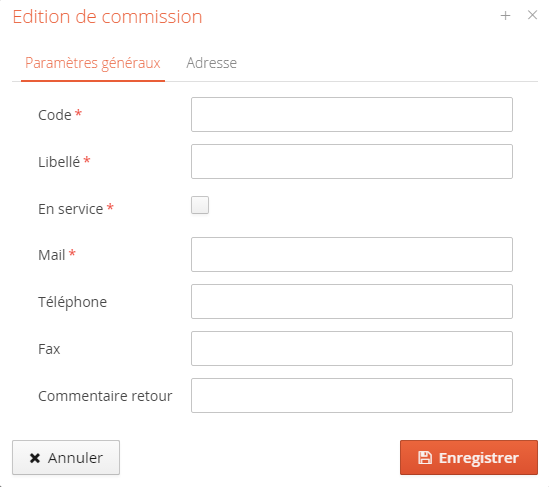 Edition de commission
Paramètres généraux Adresse
Code *
Libellé *
En service *
Mail *
Téléphone
Fax
Commentaire retour
Annuler Enregistrer